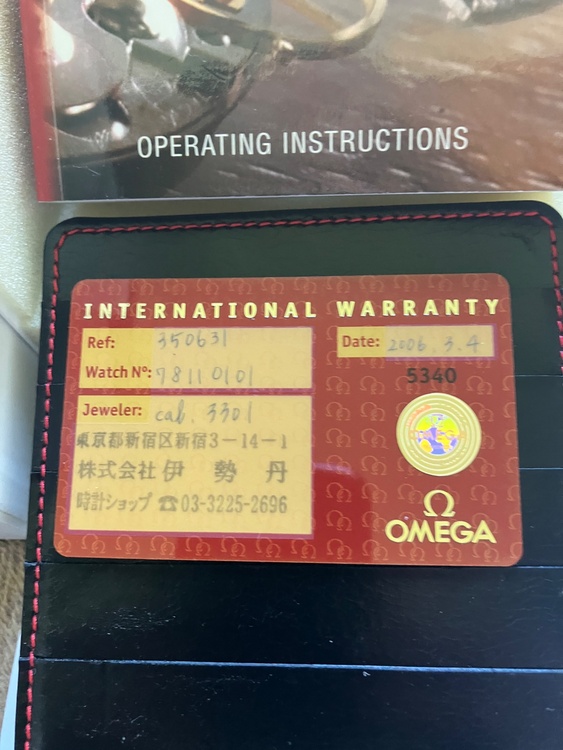 OPERATING INSTRUCTIONS
INTERNATIONAL WARRANTY
Ref: 350631
Watch Nº: 78110101
Date: 2006.3.4
5340
Jeweler: cal. 3301
東京都新宿区新宿3-14-1
株式会社 伊勢丹
時計ショップ ☎03-3225-2696
Ω
OMEGA